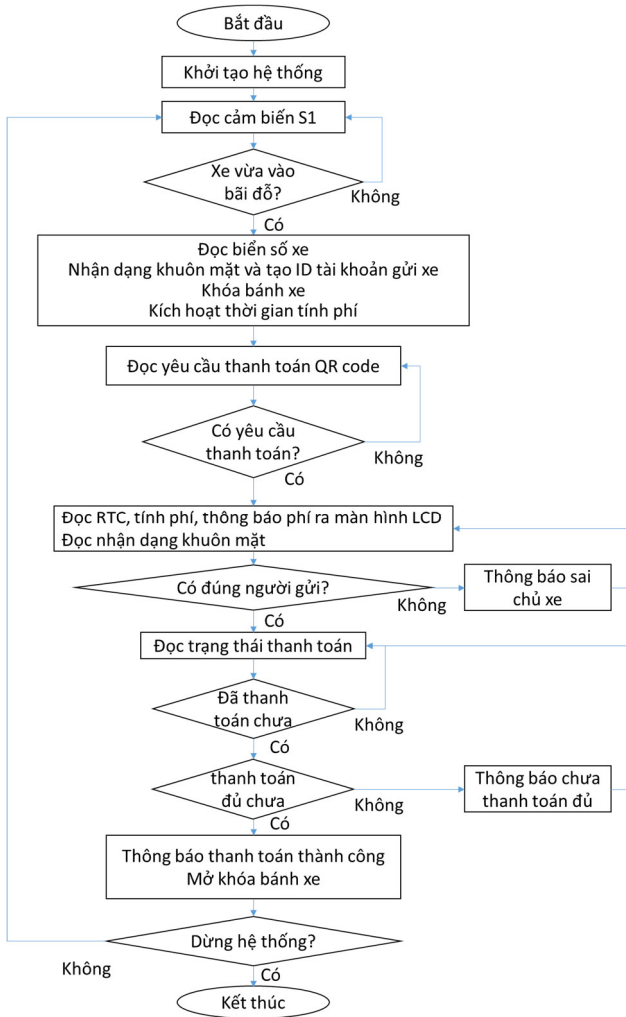 Bắt đầu
Khởi tạo hệ thống
Đọc cảm biến S1
Xe vừa vào
bãi đỗ?
Không
Có
Đọc biển số xe
Nhận dạng khuôn mặt và tạo ID tài khoản gửi xe
Khóa bánh xe
Kích hoạt thời gian tính phí
Đọc yêu cầu thanh toán QR code
Có yêu cầu
thanh toán?
Không
Có
Đọc RTC, tính phí, thông báo phí ra màn hình LCD
Đọc nhận dạng khuôn mặt
Có đúng người gửi?
Không
Thông báo sai
chủ xe
Có
Đọc trạng thái thanh toán
Đã thanh
toán chưa
Không
Có
thanh toán
đủ chưa
Không
Thông báo chưa
thanh toán đủ
Có
Thông báo thanh toán thành công
Mở khóa bánh xe
Dừng hệ thống?
Không
Có
Kết thúc